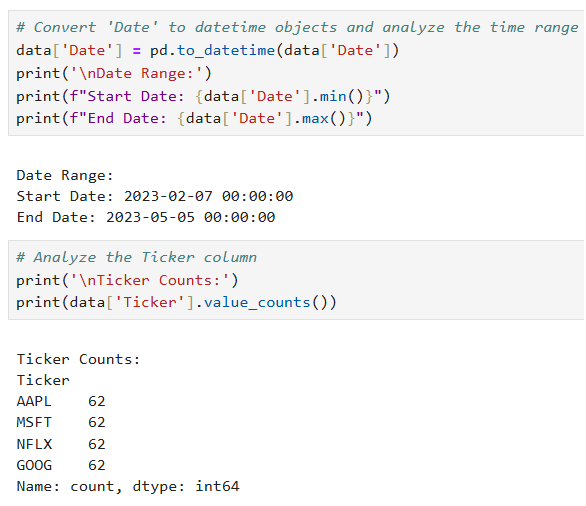 # Convert 'Date' to datetime objects and analyze the time range
data['Date'] = pd.to_datetime(data['Date'])
print('\nDate Range:')
print(f"Start Date: {data['Date'].min()}")
print(f"End Date: {data['Date'].max()}")
Date Range:
Start Date: 2023-02-07 00:00:00
End Date: 2023-05-05 00:00:00
# Analyze the Ticker column
print('\nTicker Counts:')
print(data['Ticker'].value_counts())
Ticker Counts:
Ticker
AAPL    62
MSFT    62
NFLX    62
GOOG    62
Name: count, dtype: int64